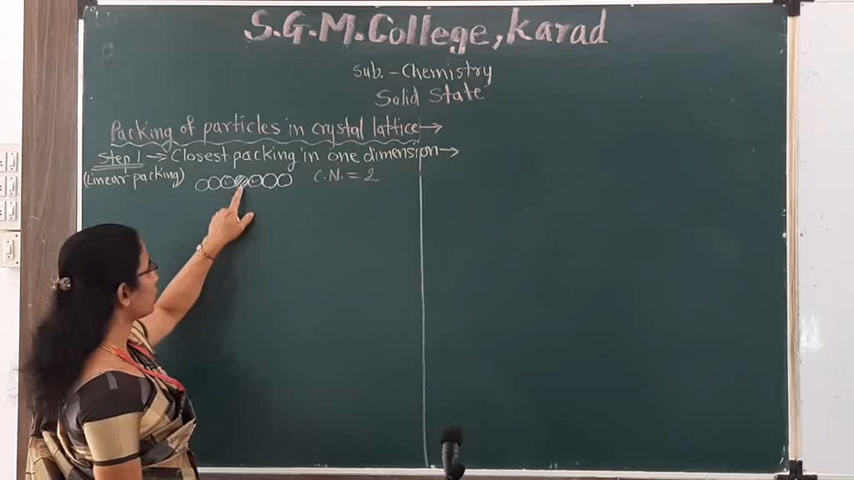 S.G.M. College, Karad
Sub. - Chemistry
Solid State
Packing of particles in crystal lattice →
Step 1 → Closest packing in one dimension →
(Linear packing) C.N. = 2